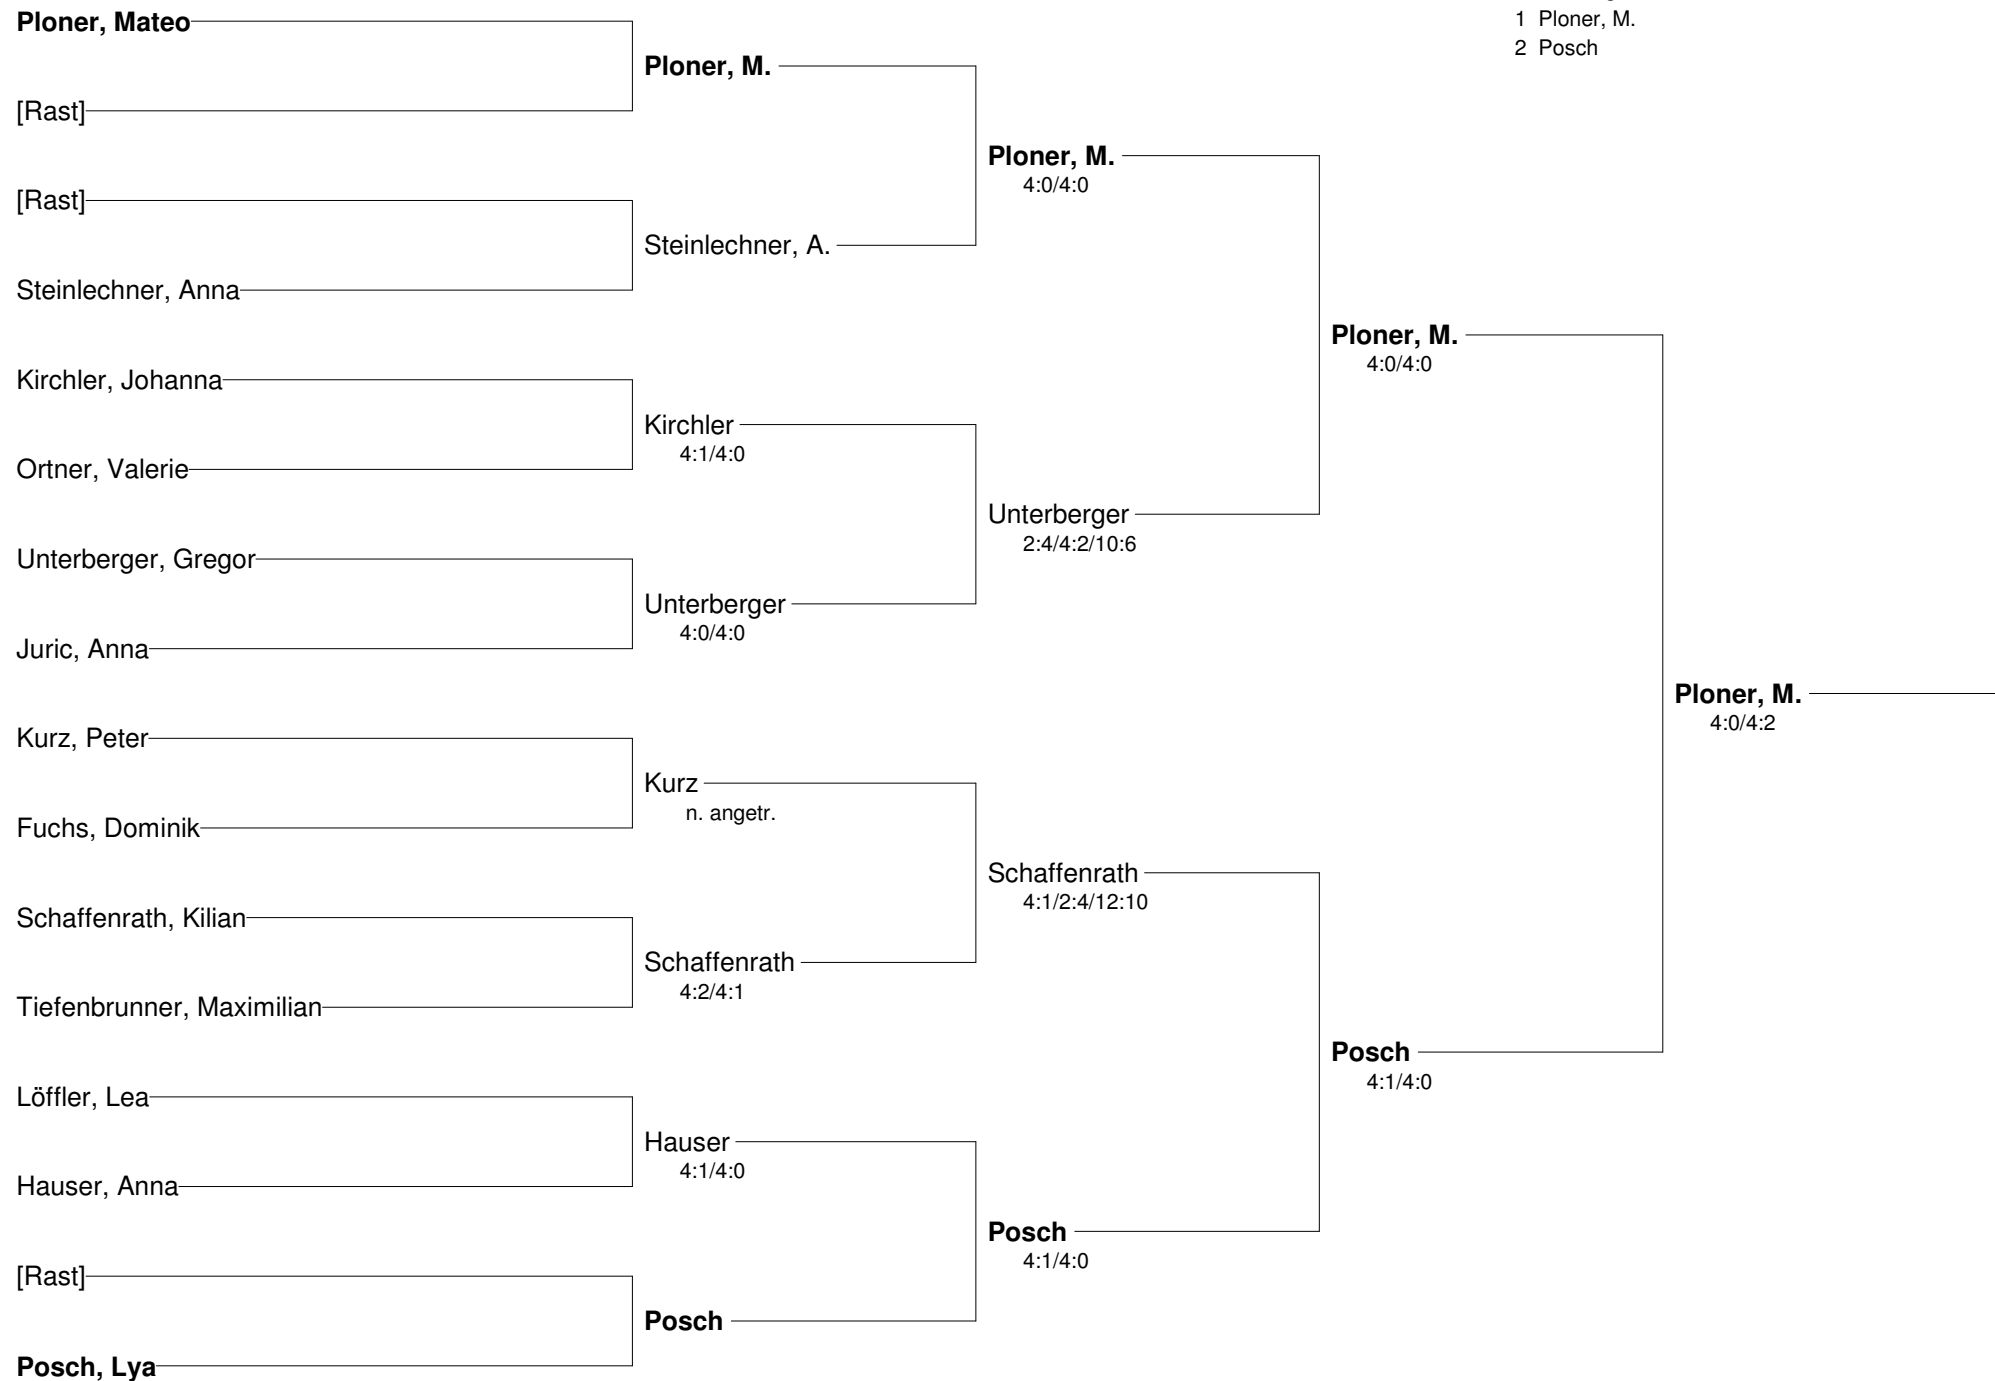 Ploner, Mateo
[Rast]
[Rast]
Steinlechner, Anna
Kirchler, Johanna
Ortner, Valerie
Unterberger, Gregor
Juric, Anna
Kurz, Peter
Fuchs, Dominik
Schaffenrath, Kilian
Tiefenbrunner, Maximilian
Löffler, Lea
Hauser, Anna
[Rast]
Posch, Lya
Ploner, M.
Steinlechner, A.
Kirchler
4:1/4:0
Unterberger
4:0/4:0
Kurz
n. angetr.
Schaffenrath
4:2/4:1
Hauser
4:1/4:0
Posch
Ploner, M.
4:0/4:0
Unterberger
2:4/4:2/10:6
Schaffenrath
4:1/2:4/12:10
Posch
4:1/4:0
Ploner, M.
4:0/4:0
Posch
4:1/4:0
Ploner, M.
4:0/4:2
1 Ploner, M.
2 Posch